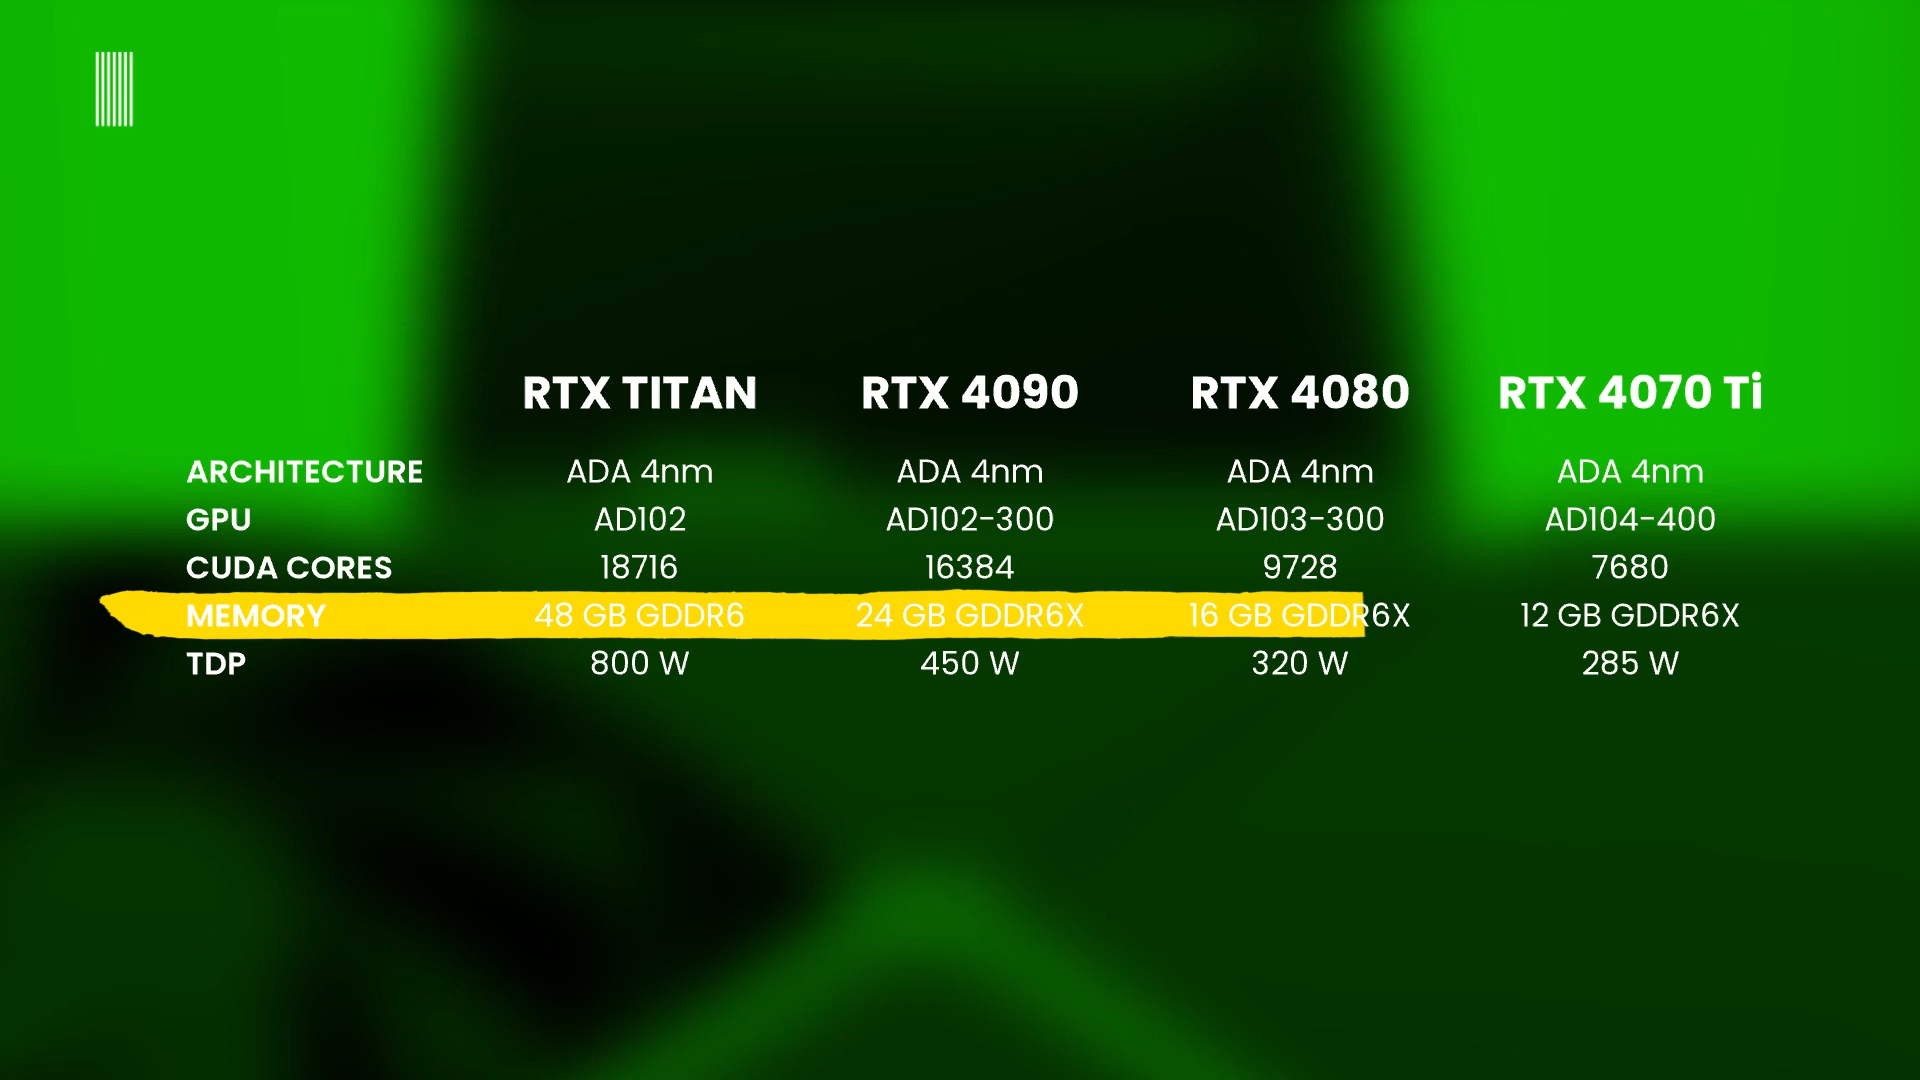 RTX TITAN RTX 4090 RTX 4080 RTX 4070 Ti
ARCHITECTURE ADA 4nm ADA 4nm ADA 4nm ADA 4nm
GPU AD102 AD102-300 AD103-300 AD104-400
CUDA CORES 18716 16384 9728 7680
MEMORY 48 GB GDDR6 24 GB GDDR6X 16 GB GDDR6X 12 GB GDDR6X
TDP 800 W 450 W 320 W 285 W